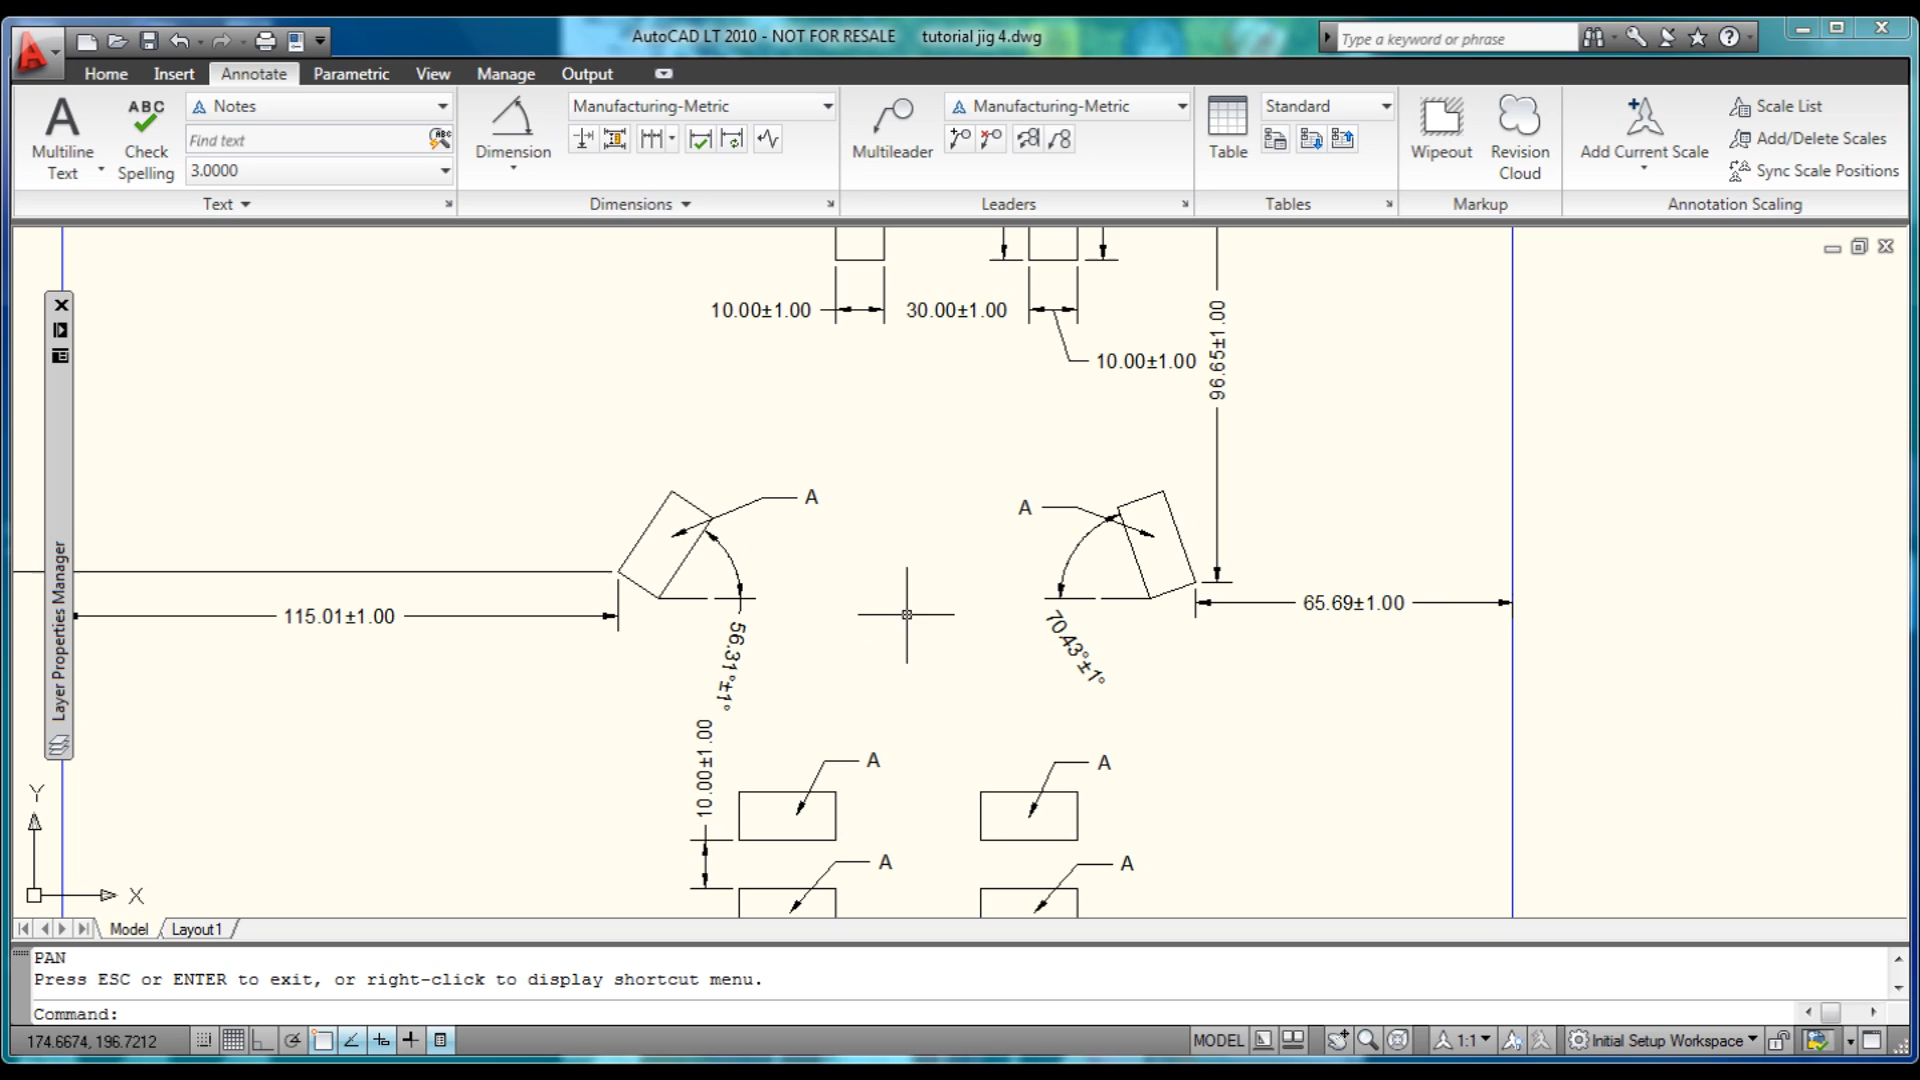 AutoCAD LT 2010 - NOT FOR RESALE tutorial jig 4.dwg
Type a keyword or phrase
Home Insert Annotate Parametric View Manage Output
Multiline Text
ABC Check Spelling
Notes
Find text
3.0000
Text
Dimension
Manufacturing-Metric
Dimensions
Multileader
Manufacturing-Metric
Leaders
Table
Standard
Tables
Wipeout
Revision Cloud
Markup
Add Current Scale
Scale List
Add/Delete Scales
Sync Scale Positions
Annotation Scaling
10.00±1.00
30.00±1.00
10.00±1.00
96.65±1.00
A
A
115.01±1.00
65.69±1.00
56.31°±1°
70.43°±1°
10.00±1.00
A
A
A
A
Layer Properties Manager
Y
X
Model Layout1
PAN
Press ESC or ENTER to exit, or right-click to display shortcut menu.
Command:
174.6674, 196.7212
MODEL
1:1
Initial Setup Workspace